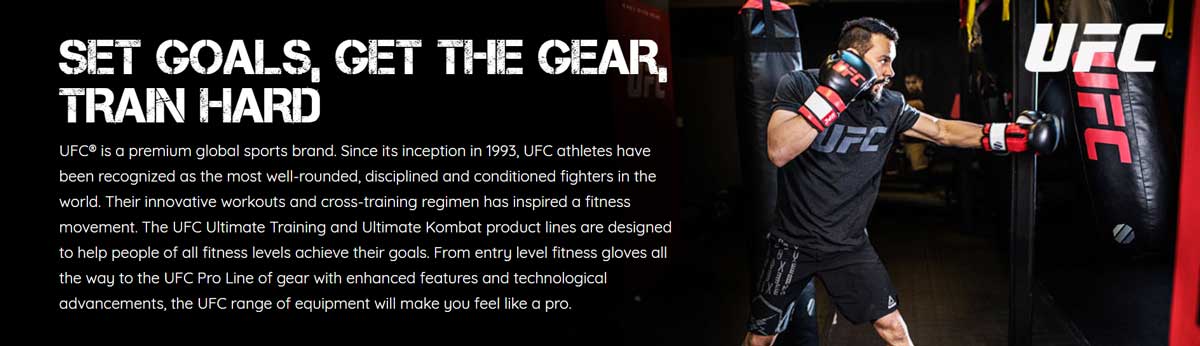 SET GOALS, GET THE GEAR,
TRAIN HARD
UFC® is a premium global sports brand. Since its inception in 1993, UFC athletes have
been recognized as the most well-rounded, disciplined and conditioned fighters in the
world. Their innovative workouts and cross-training regimen has inspired a fitness
movement. The UFC Ultimate Training and Ultimate Kombat product lines are designed
to help people of all fitness levels achieve their goals. From entry level fitness gloves all
the way to the UFC Pro Line of gear with enhanced features and technological
advancements, the UFC range of equipment will make you feel like a pro.
UFC
UFC
UFC
UFC
UFC